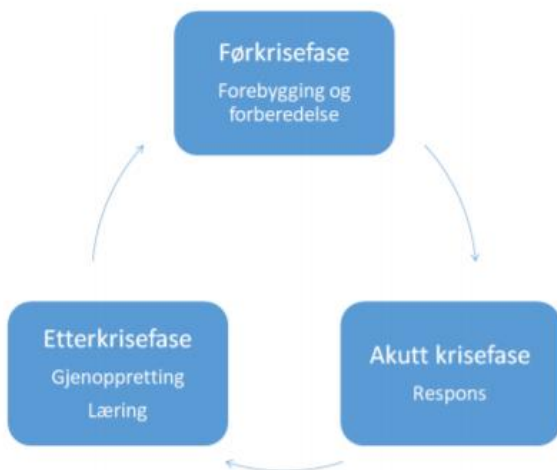 Førkrisefase
Forebygging og
forberedelse
Etterkrisefase
Gjenoppretting
Læring
Akutt krisefase
Respons